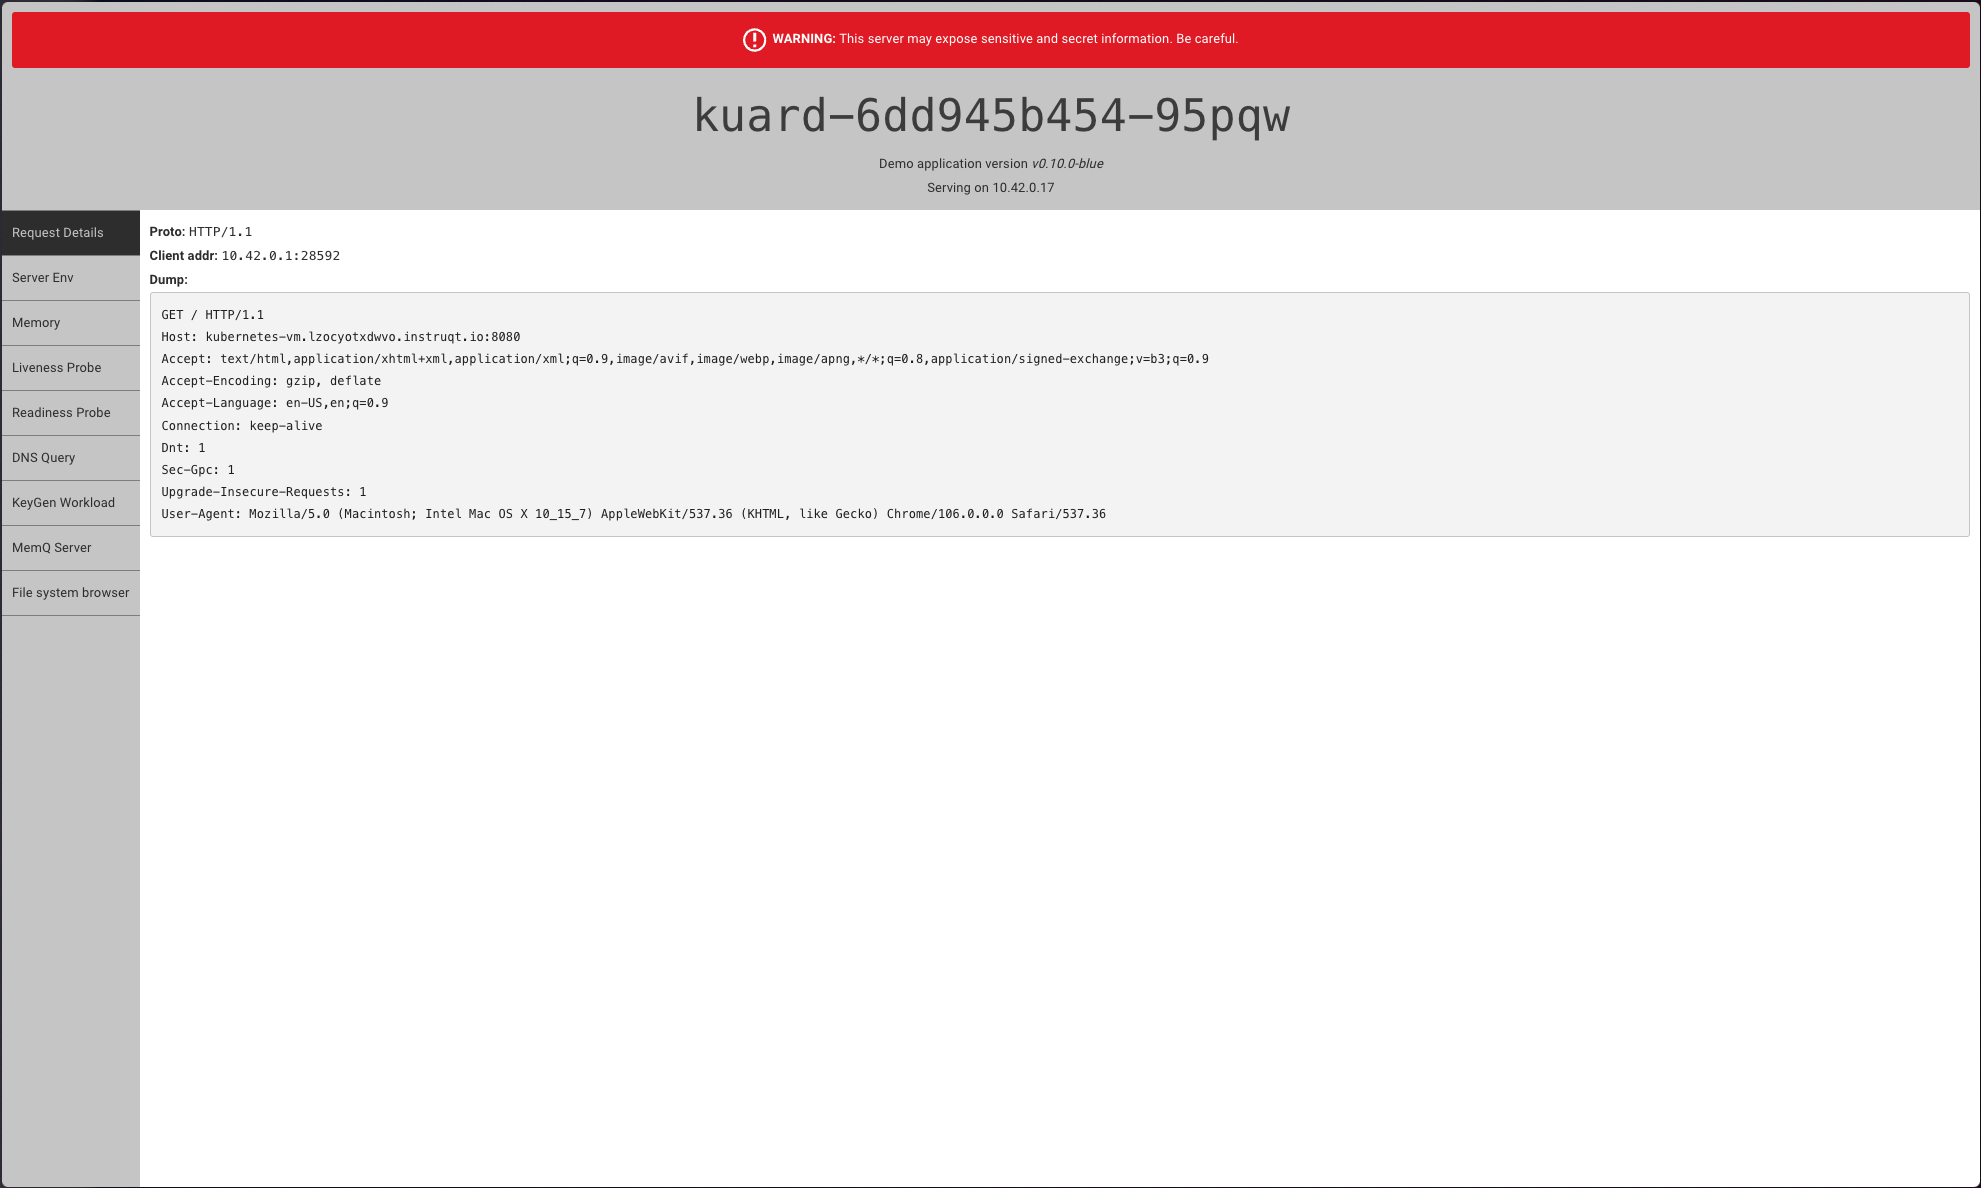 WARNING: This server may expose sensitive and secret information. Be careful.
kuard-6dd945b454-95pqw
Demo application version v0.10.0-blue
Serving on 10.42.0.17
Request Details
Server Env
Memory
Liveness Probe
Readiness Probe
DNS Query
KeyGen Workload
MemQ Server
File system browser
Proto: HTTP/1.1
Client addr: 10.42.0.1:28592
Dump:
GET / HTTP/1.1
Host: kubernetes-vm.lzocyotxdwvo.instruqt.io:8080
Accept: text/html,application/xhtml+xml,application/xml;q=0.9,image/avif,image/webp,image/apng,*/*;q=0.8,application/signed-exchange;v=b3;q=0.9
Accept-Encoding: gzip, deflate
Accept-Language: en-US,en;q=0.9
Connection: keep-alive
Dnt: 1
Sec-Gpc: 1
Upgrade-Insecure-Requests: 1
User-Agent: Mozilla/5.0 (Macintosh; Intel Mac OS X 10_15_7) AppleWebKit/537.36 (KHTML, like Gecko) Chrome/106.0.0.0 Safari/537.36